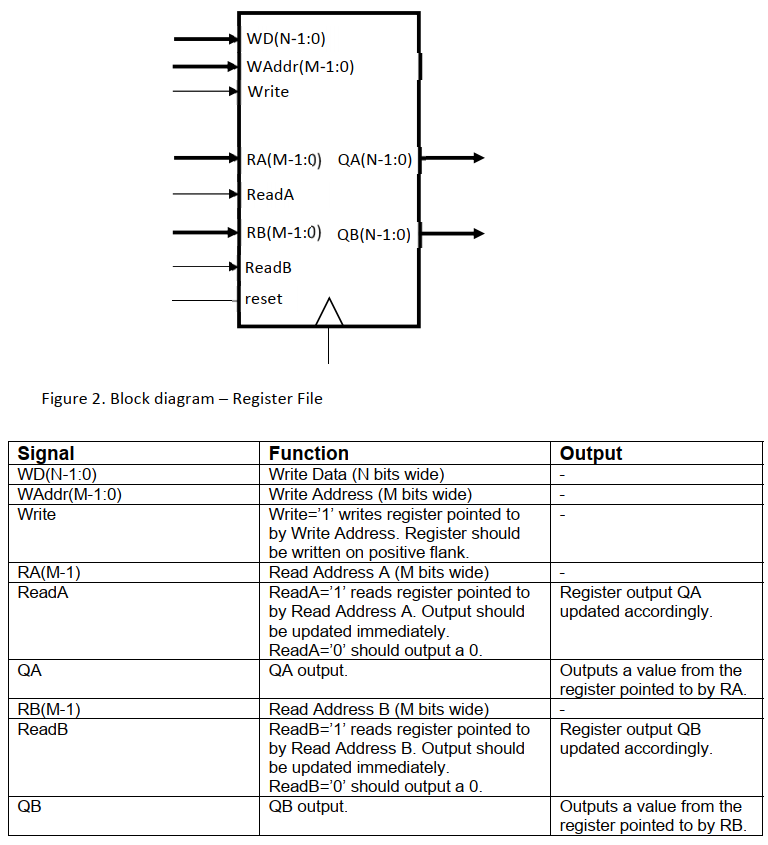 WD(N-1:0)
WAddr(M-1:0)
Write
RA(M-1:0) QA(N-1:0)
ReadA
RB(M-1:0) QB(N-1:0)
ReadB
reset
Figure 2. Block diagram – Register File
Signal Function Output
WD(N-1:0) Write Data (N bits wide) -
WAddr(M-1:0) Write Address (M bits wide) -
Write Write=’1’ writes register pointed to -
by Write Address. Register should
be written on positive flank.
RA(M-1) Read Address A (M bits wide) -
ReadA ReadA=’1’ reads register pointed to Register output QA
by Read Address A. Output should updated accordingly.
be updated immediately.
ReadA=’0’ should output a 0.
QA QA output. Outputs a value from the
register pointed to by RA.
RB(M-1) Read Address B (M bits wide) -
ReadB ReadB=’1’ reads register pointed to Register output QB
by Read Address B. Output should updated accordingly.
be updated immediately.
ReadB=’0’ should output a 0.
QB QB output. Outputs a value from the
register pointed to by RB.